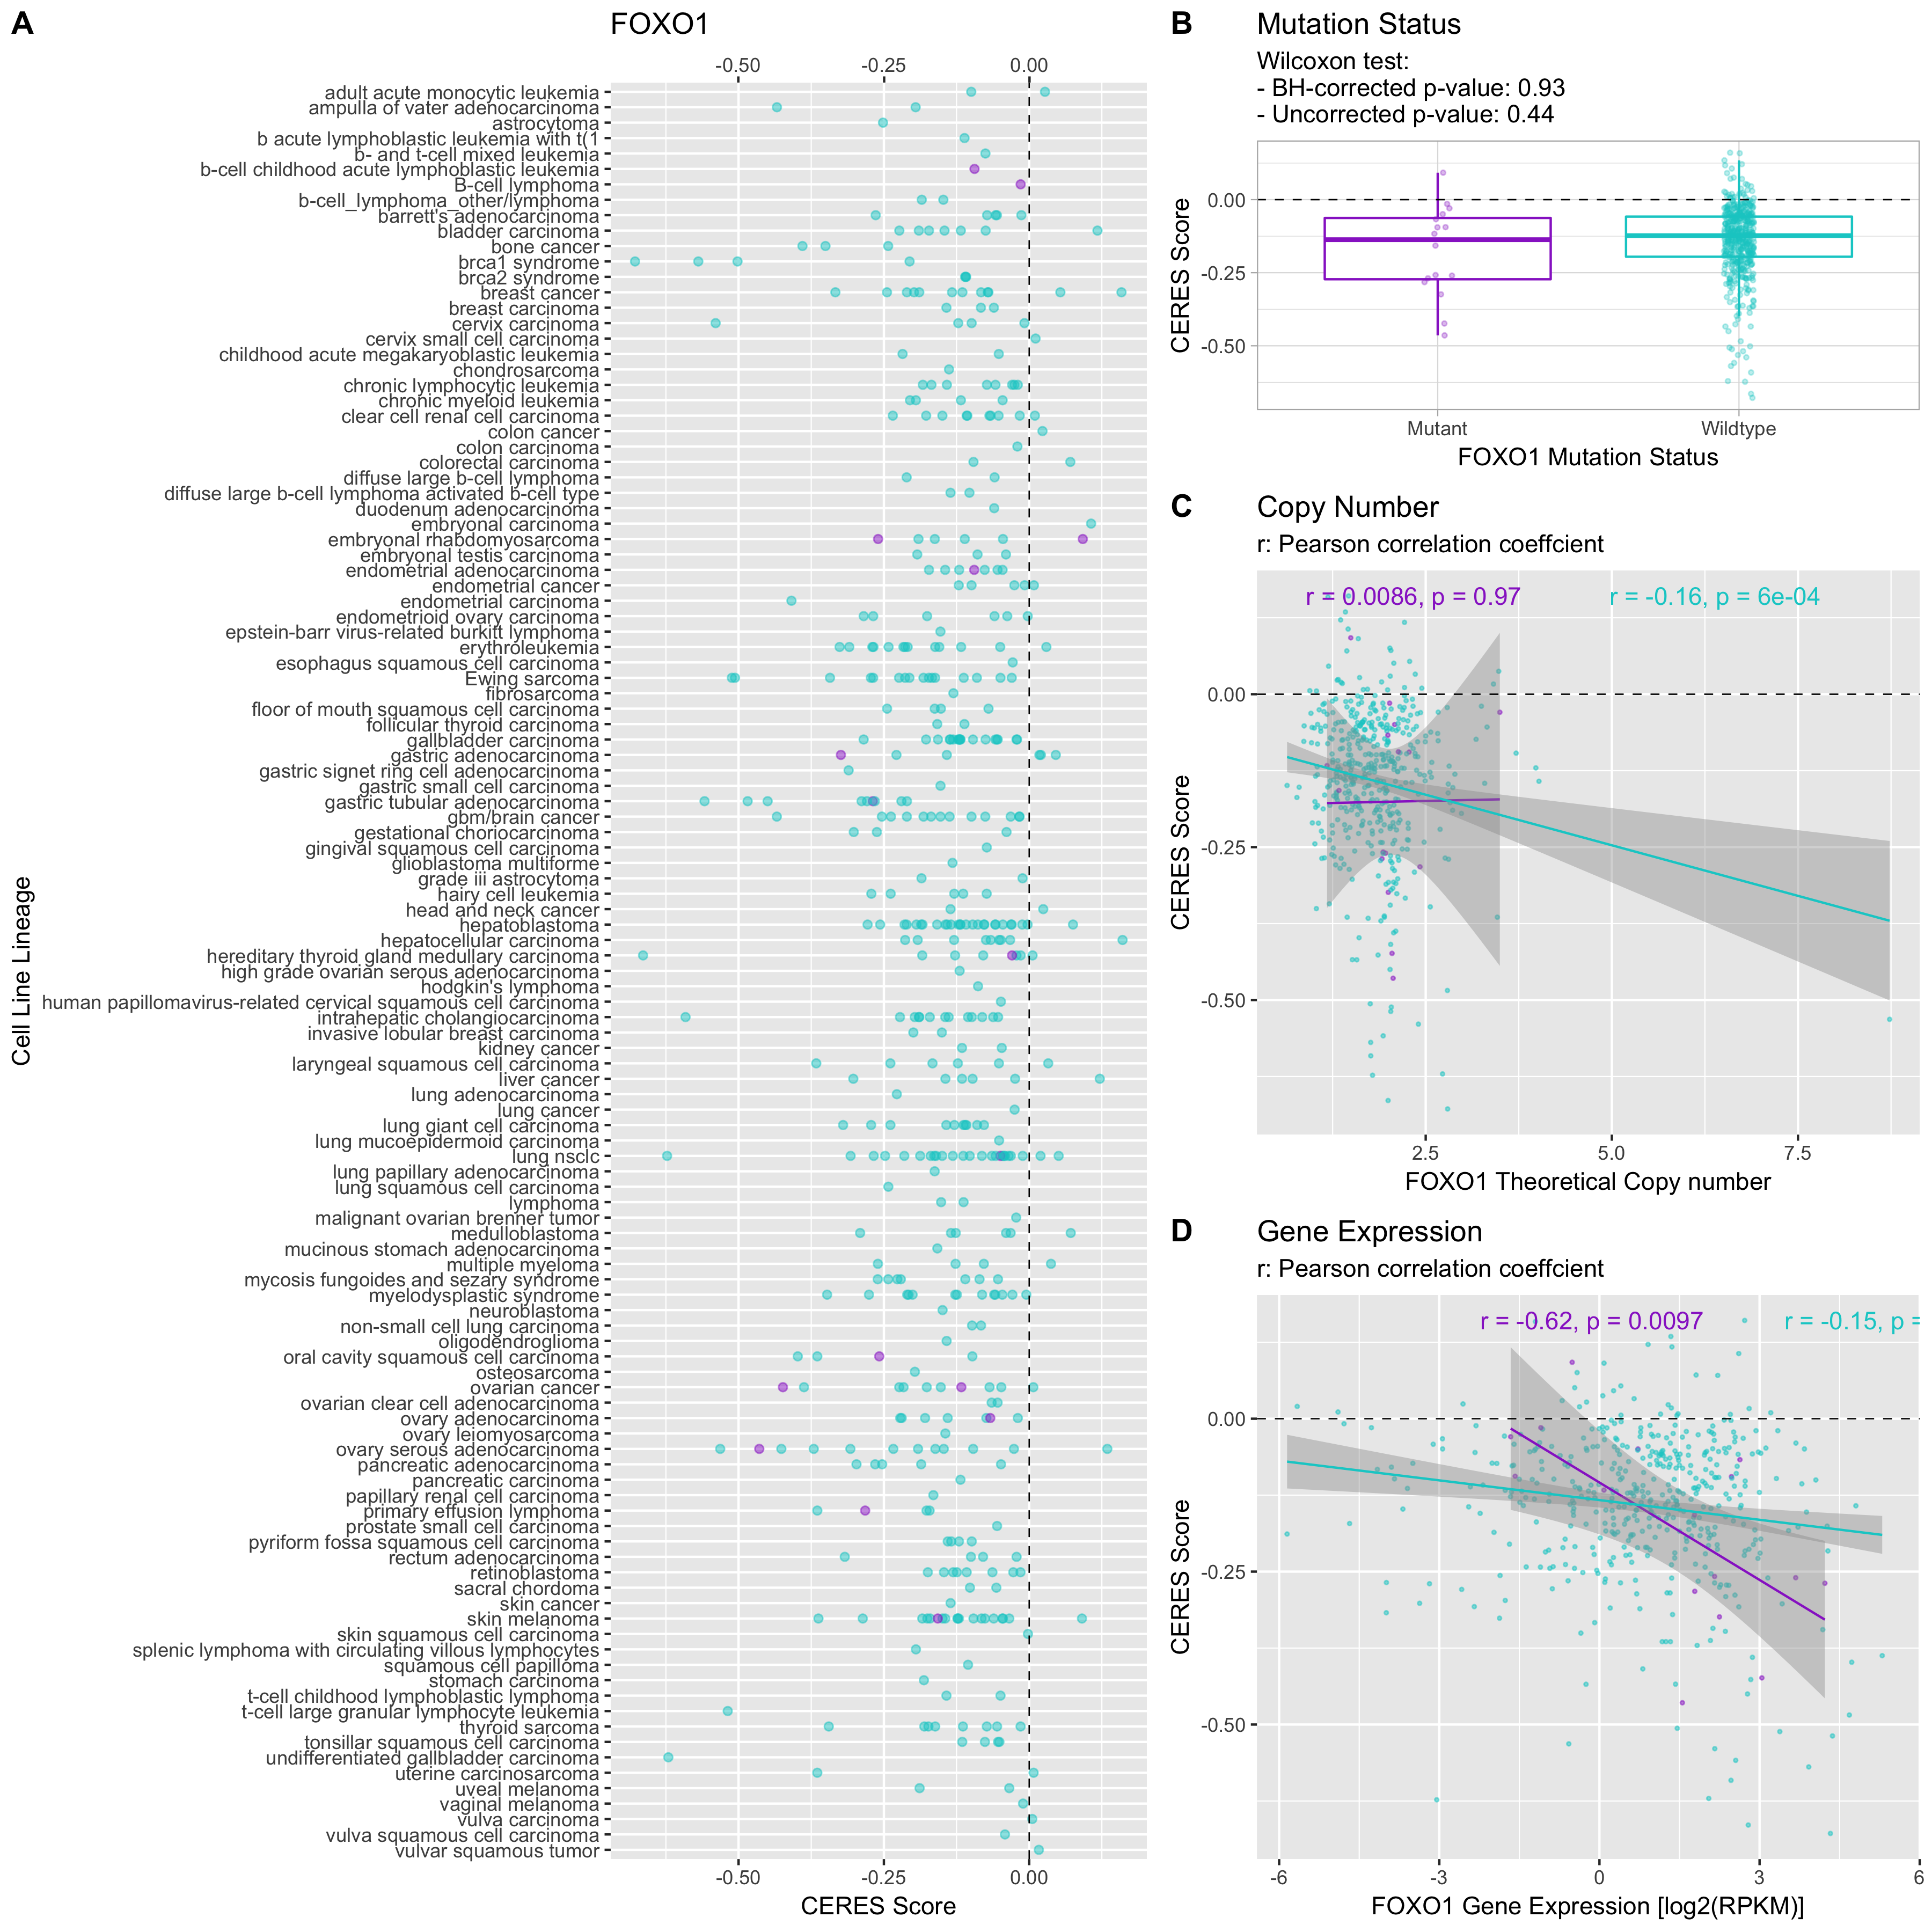 A
FOXO1
-0.50 -0.25 0.00
adult acute monocytic leukemia
ampulla of vater adenocarcinoma
astrocytoma
b acute lymphoblastic leukemia with t(1
b- and t-cell mixed leukemia
b-cell childhood acute lymphoblastic leukemia
B-cell lymphoma
b-cell_lymphoma_other/lymphoma
barrett's adenocarcinoma
bladder carcinoma
bone cancer
brca1 syndrome
brca2 syndrome
breast cancer
breast carcinoma
cervix carcinoma
cervix small cell carcinoma
childhood acute megakaryoblastic leukemia
chondrosarcoma
chronic lymphocytic leukemia
chronic myeloid leukemia
clear cell renal cell carcinoma
colon cancer
colon carcinoma
colorectal carcinoma
diffuse large b-cell lymphoma
diffuse large b-cell lymphoma activated b-cell type
duodenum adenocarcinoma
embryonal carcinoma
embryonal rhabdomyosarcoma
embryonal testis carcinoma
endometrial adenocarcinoma
endometrial cancer
endometrial carcinoma
endometrioid ovary carcinoma
epstein-barr virus-related burkitt lymphoma
erythroleukemia
esophagus squamous cell carcinoma
Ewing sarcoma
fibrosarcoma
floor of mouth squamous cell carcinoma
follicular thyroid carcinoma
gallbladder carcinoma
gastric adenocarcinoma
gastric signet ring cell adenocarcinoma
gastric small cell carcinoma
gastric tubular adenocarcinoma
gbm/brain cancer
gestational choriocarcinoma
gingival squamous cell carcinoma
glioblastoma multiforme
grade iii astrocytoma
hairy cell leukemia
head and neck cancer
hepatoblastoma
hepatocellular carcinoma
hereditary thyroid gland medullary carcinoma
high grade ovarian serous adenocarcinoma
hodgkin's lymphoma
human papillomavirus-related cervical squamous cell carcinoma
intrahepatic cholangiocarcinoma
invasive lobular breast carcinoma
kidney cancer
laryngeal squamous cell carcinoma
liver cancer
lung adenocarcinoma
lung cancer
lung giant cell carcinoma
lung mucoepidermoid carcinoma
lung nsclc
lung papillary adenocarcinoma
lung squamous cell carcinoma
lymphoma
malignant ovarian brenner tumor
medulloblastoma
mucinous stomach adenocarcinoma
multiple myeloma
mycosis fungoides and sezary syndrome
myelodysplastic syndrome
neuroblastoma
non-small cell lung carcinoma
oligodendroglioma
oral cavity squamous cell carcinoma
osteosarcoma
ovarian cancer
ovarian clear cell adenocarcinoma
ovary adenocarcinoma
ovary leiomyosarcoma
ovary serous adenocarcinoma
pancreatic adenocarcinoma
pancreatic carcinoma
papillary renal cell carcinoma
primary effusion lymphoma
prostate small cell carcinoma
pyriform fossa squamous cell carcinoma
rectum adenocarcinoma
retinoblastoma
sacral chordoma
skin cancer
skin melanoma
skin squamous cell carcinoma
splenic lymphoma with circulating villous lymphocytes
squamous cell papilloma
stomach carcinoma
t-cell childhood lymphoblastic lymphoma
t-cell large granular lymphocyte leukemia
thyroid sarcoma
tonsillar squamous cell carcinoma
undifferentiated gallbladder carcinoma
uterine carcinosarcoma
uveal melanoma
vaginal melanoma
vulva carcinoma
vulva squamous cell carcinoma
vulvar squamous tumor
-0.50 -0.25 0.00
CERES Score
Cell Line Lineage
B
Mutation Status
Wilcoxon test:
- BH-corrected p-value: 0.93
- Uncorrected p-value: 0.44
0.00
-0.25
-0.50
CERES Score
Mutant Wildtype
FOXO1 Mutation Status
C
Copy Number
r: Pearson correlation coeffcient
r = 0.0086, p = 0.97 r = -0.16, p = 6e-04
0.00
-0.25
-0.50
CERES Score
2.5 5.0 7.5
FOXO1 Theoretical Copy number
D
Gene Expression
r: Pearson correlation coeffcient
r = -0.62, p = 0.0097 r = -0.15, p =
0.00
-0.25
-0.50
CERES Score
-6 -3 0 3 6
FOXO1 Gene Expression [log2(RPKM)]